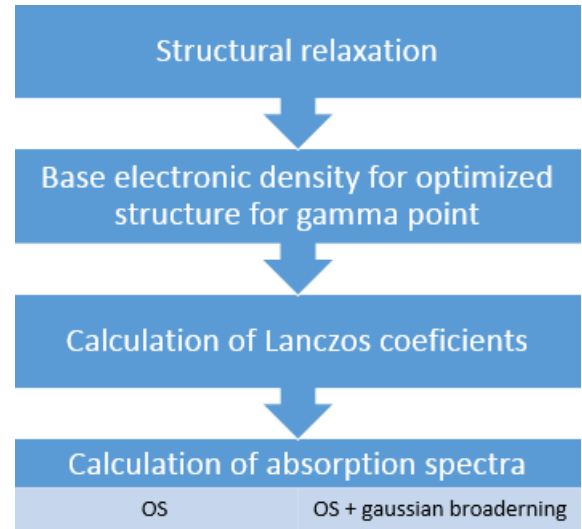 Structural relaxation
Base electronic density for optimized
structure for gamma point
Calculation of Lanczos coeficients
Calculation of absorption spectra
OS
OS + gaussian broaderning